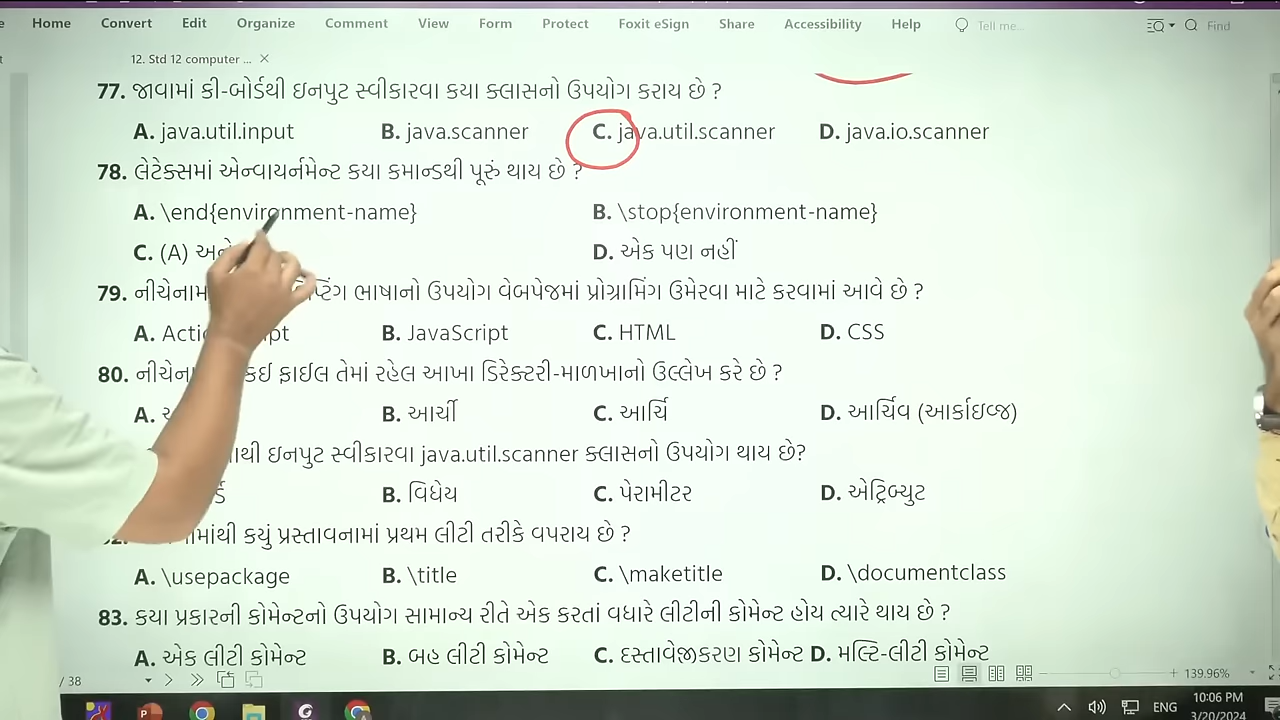 Home Convert Edit Organize Comment View Form Protect Foxit eSign Share Accessibility Help Tell me... Find
12. Std 12 computer ... ×
77. જાવામાં કી-બોર્ડથી ઇનપુટ સ્વીકારવા કયા ક્લાસનો ઉપયોગ કરાય છે ?
A. java.util.input B. java.scanner C. java.util.scanner D. java.io.scanner
78. લેટેક્સમાં એન્વાયર્નમેન્ટ કયા કમાન્ડથી પૂરું થાય છે ?
A. \end{environment-name} B. \stop{environment-name}
C. (A) અને D. એક પણ નહીં
79. ભાષાનો ઉપયોગ વેબપેજમાં પ્રોગ્રામિંગ ઉમેરવા માટે કરવામાં આવે છે ?
A. B. JavaScript C. HTML D. CSS
80. કઈ ફાઈલ તેમાં રહેલ આખા ડિરેક્ટરી-માળખાનો ઉલ્લેખ કરે છે ?
A. B. આર્ચી C. આર્ચિ D. આર્ચિવ (આર્કાઇવ્જ)
ઇનપુટ સ્વીકારવા java.util.scanner ક્લાસનો ઉપયોગ થાય છે?
B. વિધેય C. પેરામીટર D. એટ્રિબ્યુટ
કયું પ્રસ્તાવનામાં પ્રથમ લીટી તરીકે વપરાય છે ?
A. \usepackage B. \title C. \maketitle D. \documentclass
83. કયા પ્રકારની કોમેન્ટનો ઉપયોગ સામાન્ય રીતે એક કરતાં વધારે લીટીની કોમેન્ટ હોય ત્યારે થાય છે ?
A. એક લીટી કોમેન્ટ B. બહુ લીટી કોમેન્ટ C. દસ્તાવેજીકરણ કોમેન્ટ D. મલ્ટિ-લીટી કોમેન્ટ
/ 38 139.96%
ENG 10:06 PM
3/20/2024